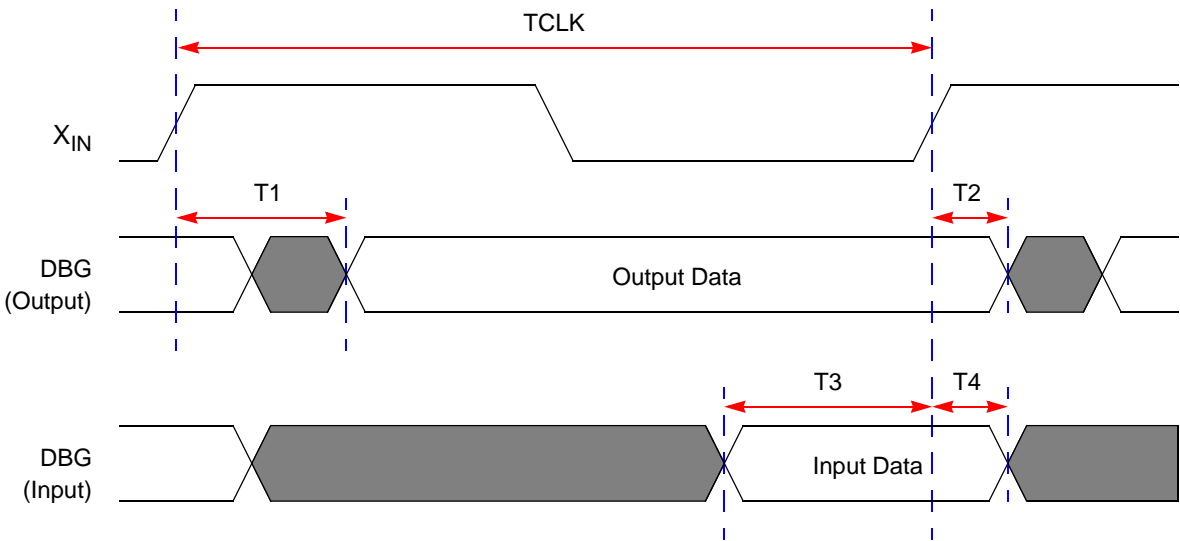 TCLK
XIN
T1
T2
DBG
(Output)
Output Data
T3
T4
DBG
(Input)
Input Data